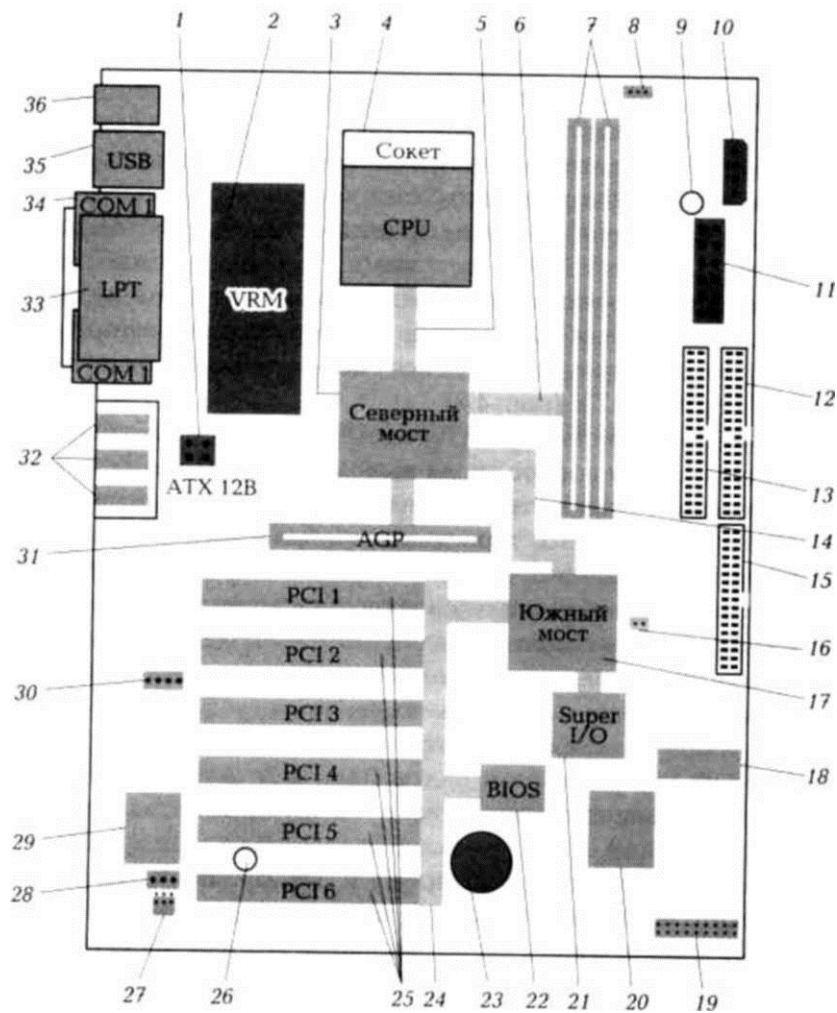 1 2 3 4 5 6 7 8 9 10
36
35
USB
34
COM 1
33
LPT
COM 1
32
31
30
29
28
Сокет
CPU
VRM
Северный
мост
ATX 12В
AGP
PCI 1
PCI 2
PCI 3
PCI 4
PCI 5
PCI 6
Южный
мост
Super
I/O
BIOS
11
12
13
14
15
16
17
18
27 26 25 24 23 22 21 20 19